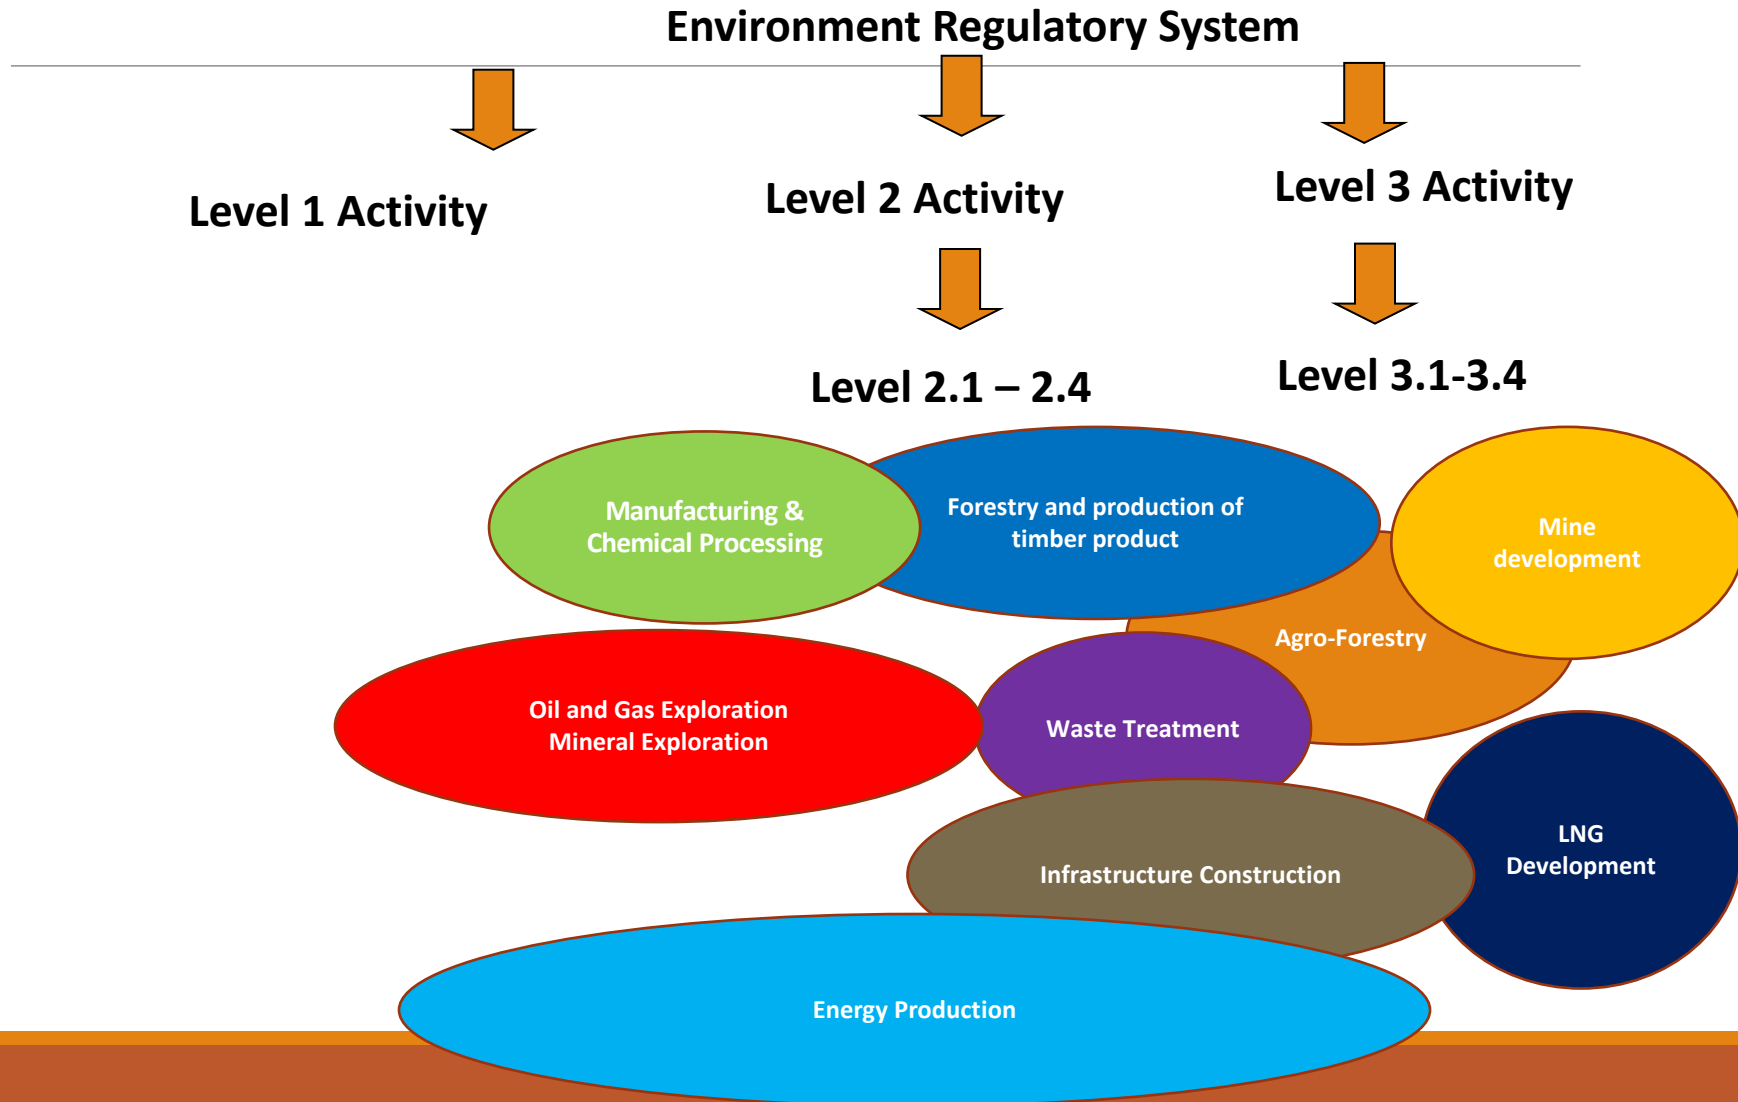 Environment Regulatory System
Level 1 Activity
Level 2 Activity
Level 3 Activity
Level 2.1 – 2.4
Level 3.1-3.4
Manufacturing &
Chemical Processing
Forestry and production of
timber product
Mine
development
Agro-Forestry
Oil and Gas Exploration
Mineral Exploration
Waste Treatment
LNG
Development
Infrastructure Construction
Energy Production